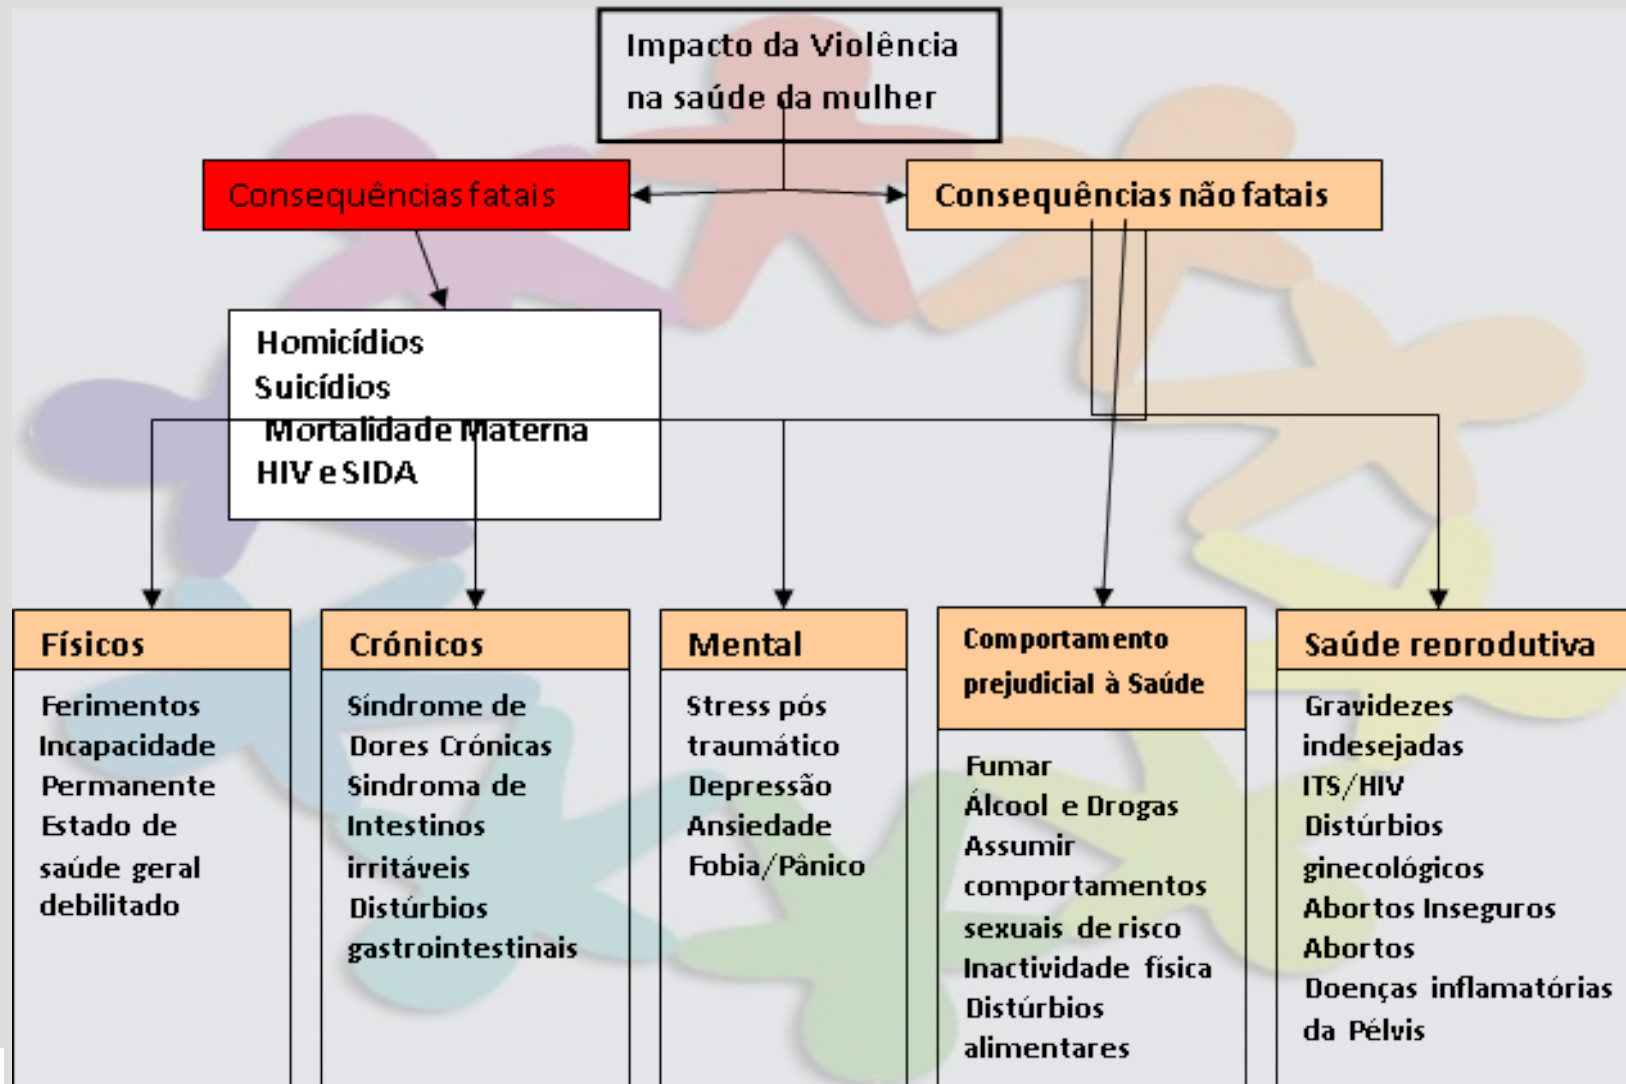 Impacto da Violência
na saúde da mulher
Consequências fatais
Consequências não fatais
Homicídios
Suicídios
Mortalidade Materna
HIV e SIDA
Físicos
Ferimentos
Incapacidade
Permanente
Estado de
saúde geral
debilitado
Crónicos
Síndrome de
Dores Crónicas
Sindroma de
Intestinos
irritáveis
Distúrbios
gastrointestinais
Mental
Stress pós
traumático
Depressão
Ansiedade
Fobia/Pânico
Comportamento
prejudicial à Saúde
Fumar
Álcool e Drogas
Assumir
comportamentos
sexuais de risco
Inactividade física
Distúrbios
alimentares
Saúde reprodutiva
Gravidezes
indesejadas
ITS/HIV
Distúrbios
ginecológicos
Abortos Inseguros
Abortos
Doenças inflamatórias
da Pélvis